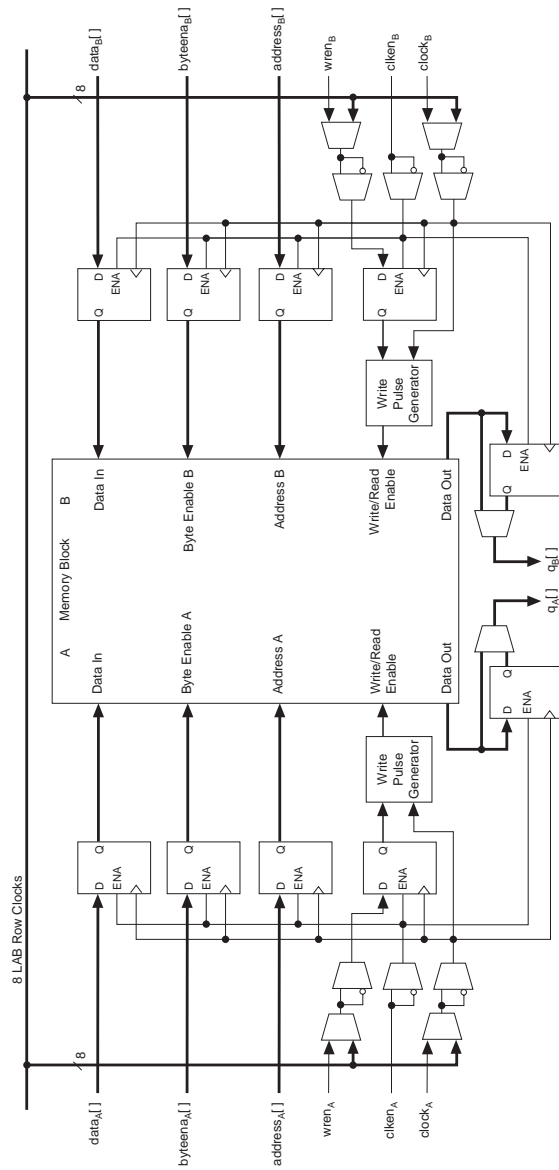 8 LAB Row Clocks
8
8
data_A[ ]
byteena_A[ ]
address_A[ ]
wren_A
clken_A
clock_A
D Q
ENA
D Q
ENA
D Q
ENA
D Q
ENA
Write
Pulse
Generator
A Memory Block B
Data In
Data In
Byte Enable A
Byte Enable B
Address A
Address B
Write/Read
Enable
Write/Read
Enable
Data Out
Data Out
Write
Pulse
Generator
Q D
ENA
Q D
ENA
Q D
ENA
Q D
ENA
data_B[ ]
byteena_B[ ]
address_B[ ]
wren_B
clken_B
clock_B
D Q
ENA
Q D
ENA
q_A[ ]
q_B[ ]